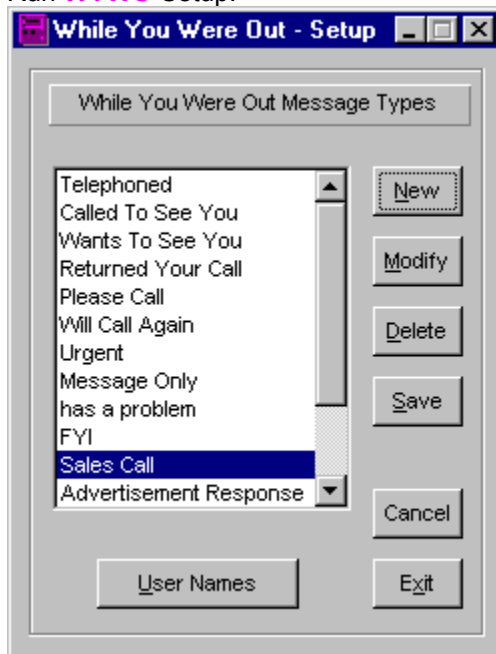 While You Were Out - Setup
While You Were Out Message Types
Telephoned
Called To See You
Wants To See You
Returned Your Call
Please Call
Will Call Again
Urgent
Message Only
has a problem
FYI
Sales Call
Advertisement Response
New
Modify
Delete
Save
Cancel
User Names
Exit